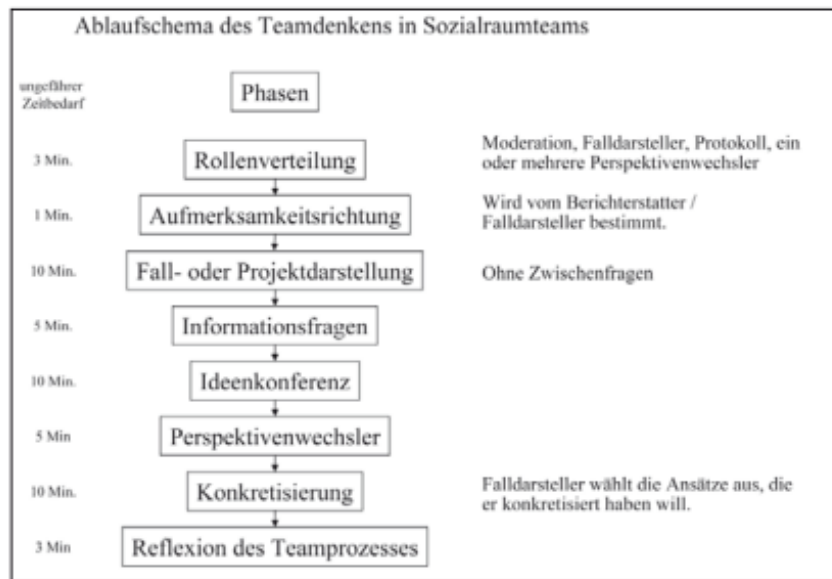 Ablaufschema des Teamdenkens in Sozialraumteams
ungefährer
Zeitbedarf
Phasen
3 Min.
Rollenverteilung
Moderation, Falldarsteller, Protokoll, ein
oder mehrere Perspektivenwechsler
1 Min.
Aufmerksamkeitsrichtung
Wird vom Berichterstatter /
Falldarsteller bestimmt.
10 Min.
Fall- oder Projektdarstellung
Ohne Zwischenfragen
5 Min.
Informationsfragen
10 Min.
Ideenkonferenz
5 Min
Perspektivenwechsler
10 Min.
Konkretisierung
Falldarsteller wählt die Ansätze aus, die
er konkretisiert haben will.
3 Min
Reflexion des Teamprozesses